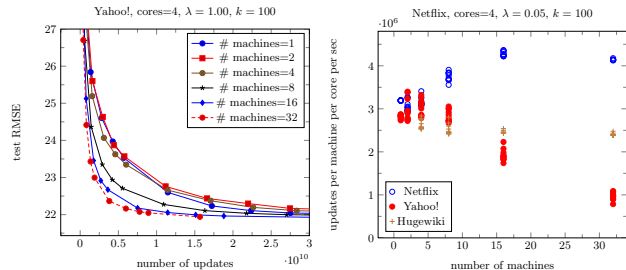 Yahoo!, cores=4, λ = 1.00, k = 100
27
26
25
24
23
22
test RMSE
# machines=1
# machines=2
# machines=4
# machines=8
# machines=16
# machines=32
0.5 1 1.5 2 2.5 3
·10^10
number of updates
Netflix, cores=4, λ = 0.05, k = 100
·10^6
4
3
2
1
0
updates per machine per core per sec
Netflix
Yahoo!
Hugewiki
0 5 10 15 20 25 30
number of machines